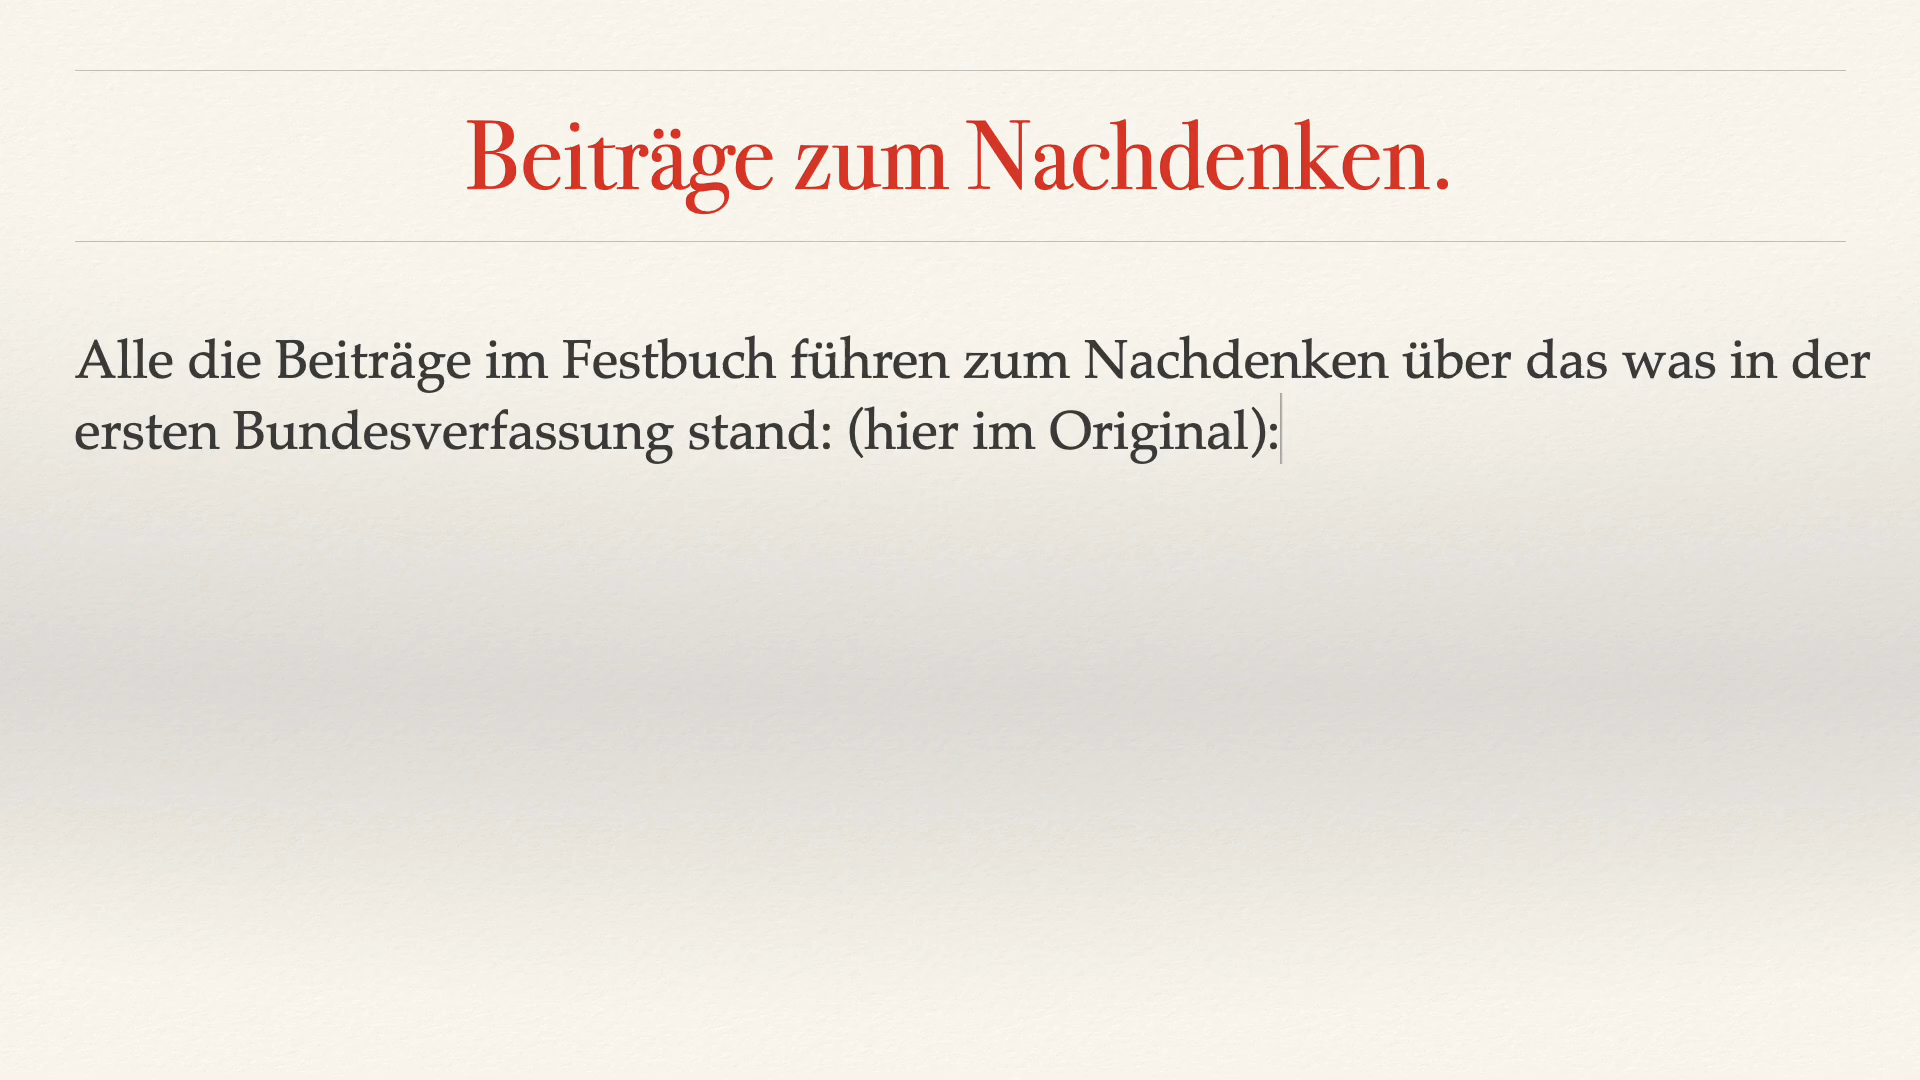 Beiträge zum Nachdenken.
Alle die Beiträge im Festbuch führen zum Nachdenken über das was in der
ersten Bundesverfassung stand: (hier im Original):